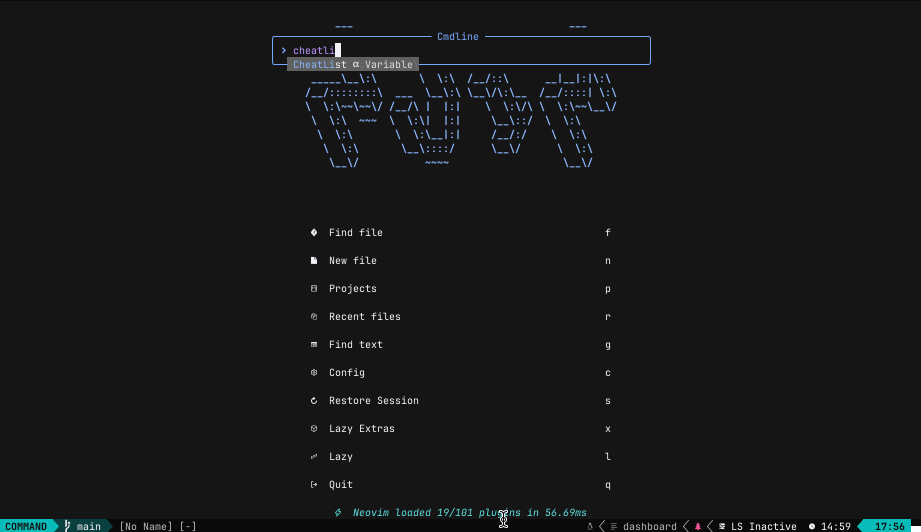 Cmdline
cheatli
CheatList α Variable
Find file f
New file n
Projects p
Recent files r
Find text g
Config c
Restore Session s
Lazy Extras x
Lazy l
Quit q
Neovim loaded 19/101 plugins in 56.69ms
COMMAND main [No Name] [-] dashboard LS Inactive 14:59 17:56